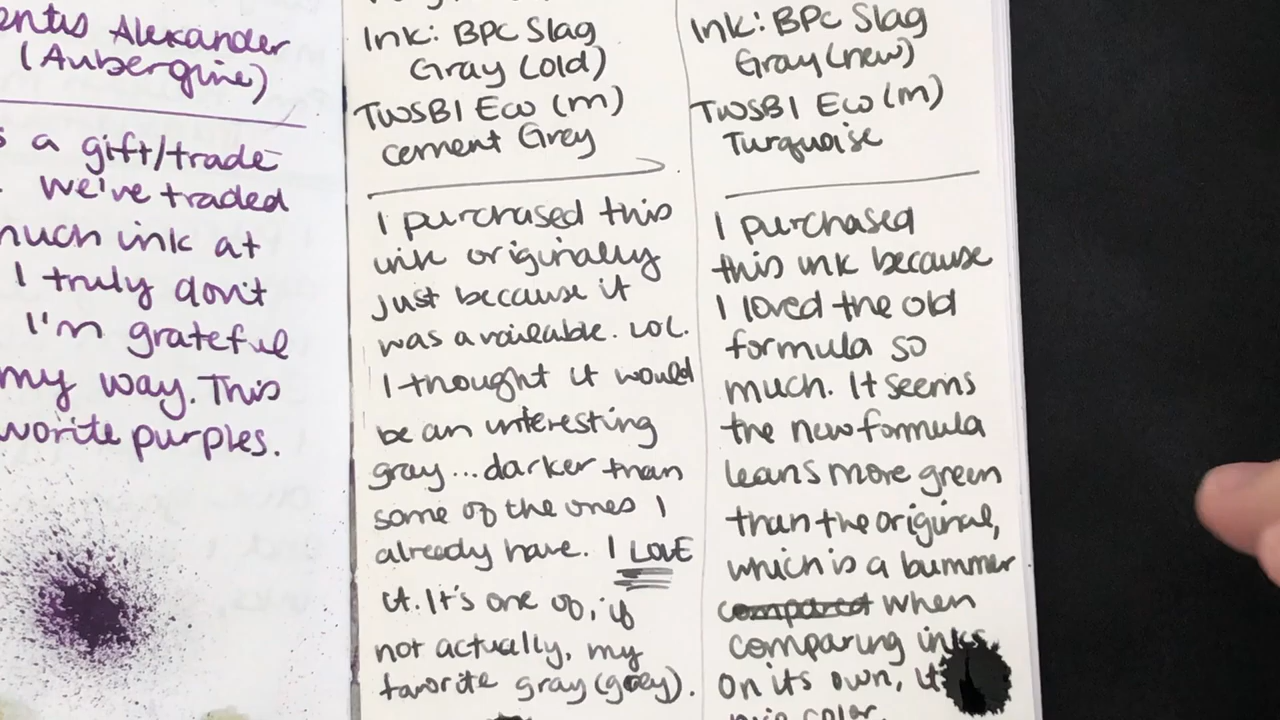 Alexander
(Aubergine)
a gift/trade
we've traded
much ink at
I truly don't
I'm grateful
my way. This
purples.
Ink: BPC Slag
Gray (old)
TWSBI Eco (m)
cement Grey
I purchased this
ink originally
just because it
was availeable. LOL.
I thought it would
be an interesting
gray...darker than
some of the ones I
already have. I LOVE
it. It's one of, if
not actually, my
favorite gray (grey).
Ink: BPC Slag
Gray (new)
TWSBI Eco (m)
Turquoise
I purchased
this ink because
I loved the old
formula so
much. It seems
the new formula
leans more green
than the original,
which is a bummer
compared when
comparing inks
on its own, it
color.